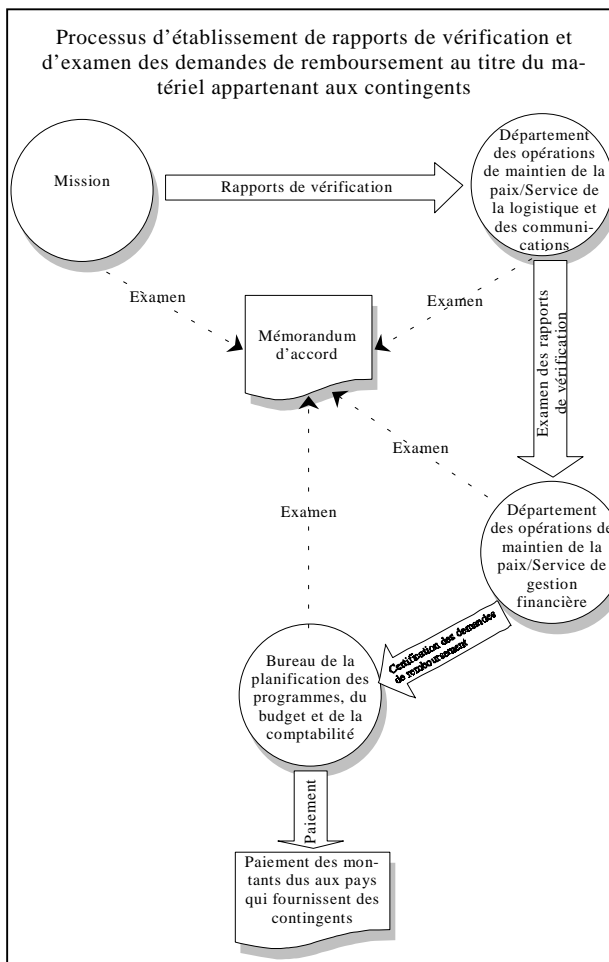 Processus d'établissement de rapports de vérification et
d'examen des demandes de remboursement au titre du ma-
tériel appartenant aux contingents
Mission
Rapports de vérification
Département
des opérations
de maintien de la
paix/Service de
la logistique et
des communi-
cations
Examen
Examen
Mémorandum
d'accord
Examen des rapports
de vérification
Examen
Examen
Département
des opérations de
maintien de la
paix/Service de
gestion
financière
Certification des demandes
de remboursement
Bureau de la
planification des
programmes, du
budget et de la
comptabilité
Paiement
Paiement des mon-
tants dus aux pays
qui fournissent des
contingents